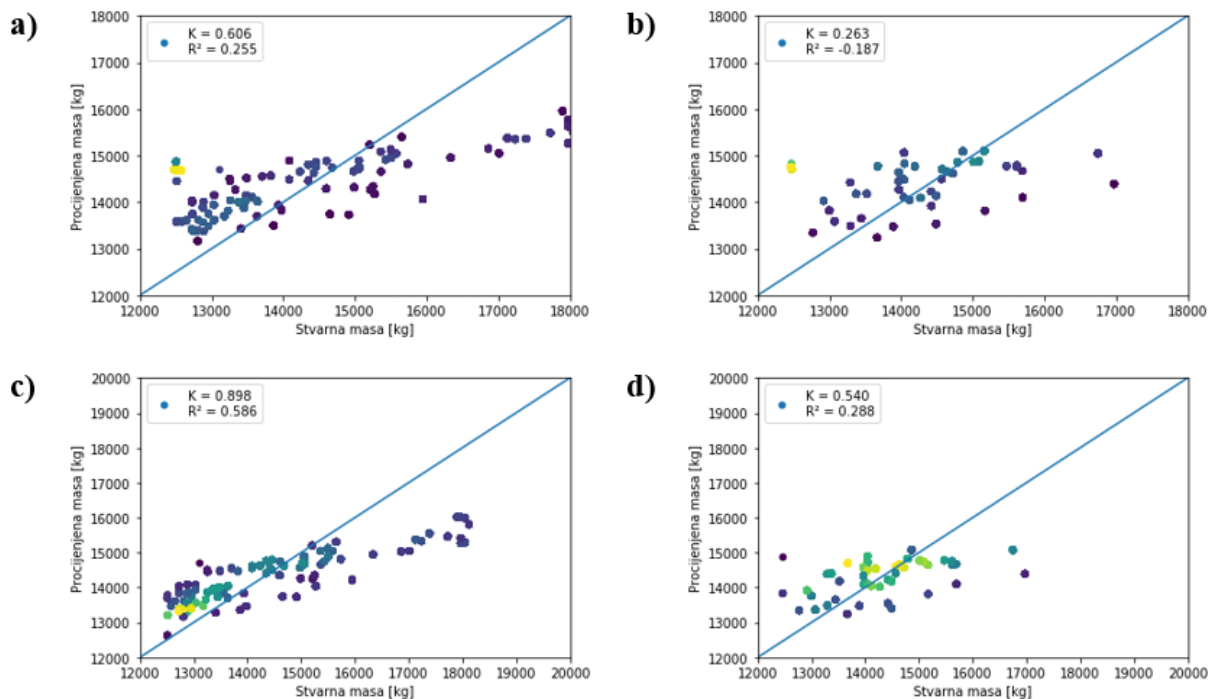 a)
K = 0.606
R² = 0.255
18000
17000
16000
15000
14000
13000
12000
Procijenjena masa [kg]
12000 13000 14000 15000 16000 17000 18000
Stvarna masa [kg]
b)
K = 0.263
R² = -0.187
18000
17000
16000
15000
14000
13000
12000
Procijenjena masa [kg]
12000 13000 14000 15000 16000 17000 18000
Stvarna masa [kg]
c)
K = 0.898
R² = 0.586
20000
19000
18000
17000
16000
15000
14000
13000
12000
Procijenjena masa [kg]
12000 13000 14000 15000 16000 17000 18000 19000 20000
Stvarna masa [kg]
d)
K = 0.540
R² = 0.288
20000
19000
18000
17000
16000
15000
14000
13000
12000
Procijenjena masa [kg]
12000 13000 14000 15000 16000 17000 18000 19000 20000
Stvarna masa [kg]